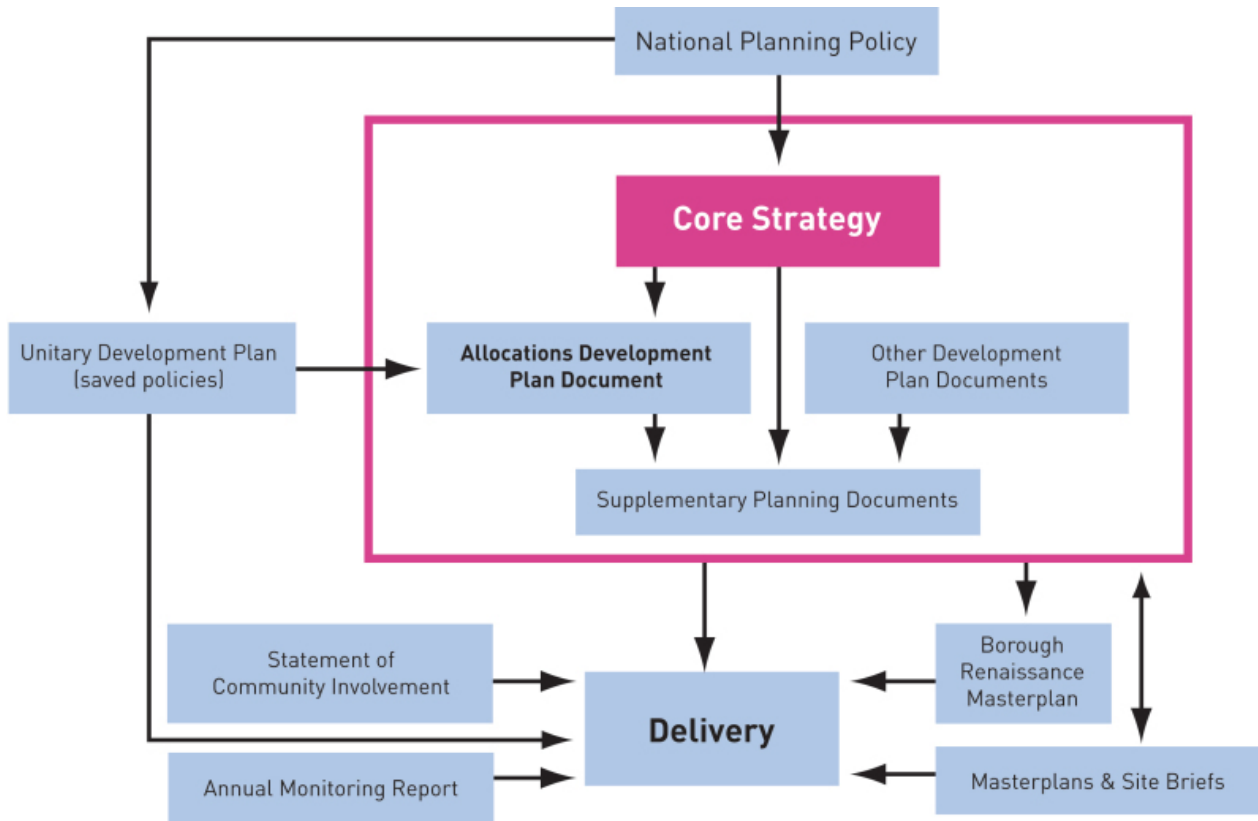 National Planning Policy
Core Strategy
Unitary Development Plan
(saved policies)
Allocations Development
Plan Document
Other Development
Plan Documents
Supplementary Planning Documents
Statement of
Community Involvement
Borough
Renaissance
Masterplan
Delivery
Annual Monitoring Report
Masterplans & Site Briefs